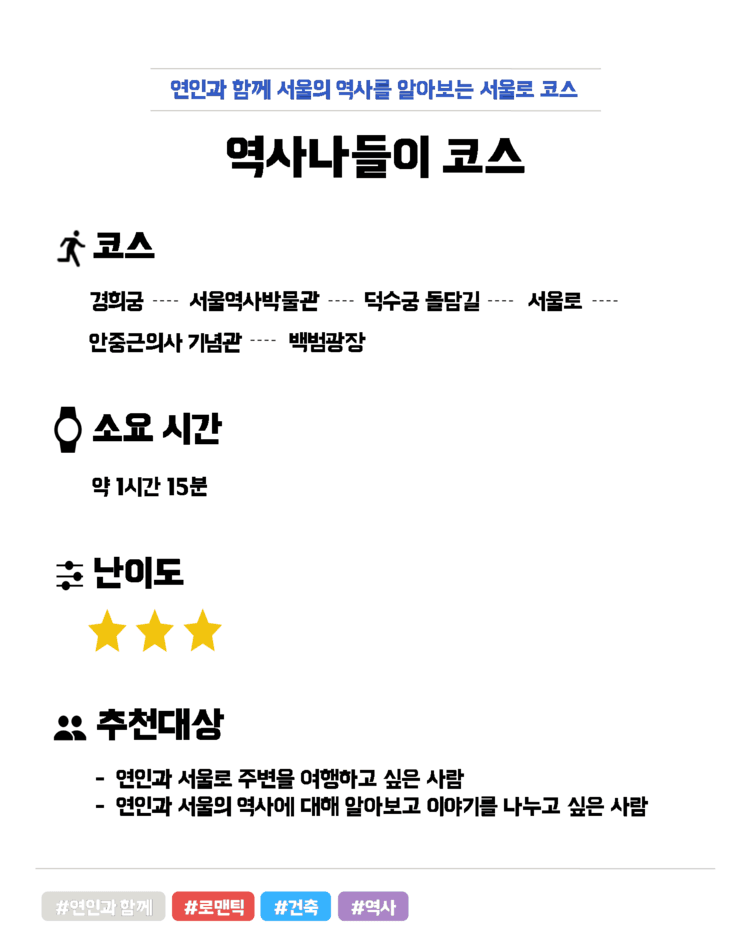 연인과 함께 서울의 역사를 알아보는 서울로 코스
역사나들이 코스
코스
경희궁 ---- 서울역사박물관 ---- 덕수궁 돌담길 ---- 서울로 ----
안중근의사 기념관 ---- 백범광장
소요 시간
약 1시간 15분
난이도
추천대상
- 연인과 서울로 주변을 여행하고 싶은 사람
- 연인과 서울의 역사에 대해 알아보고 이야기를 나누고 싶은 사람
#연인과 함께 #로맨틱 #건축 #역사